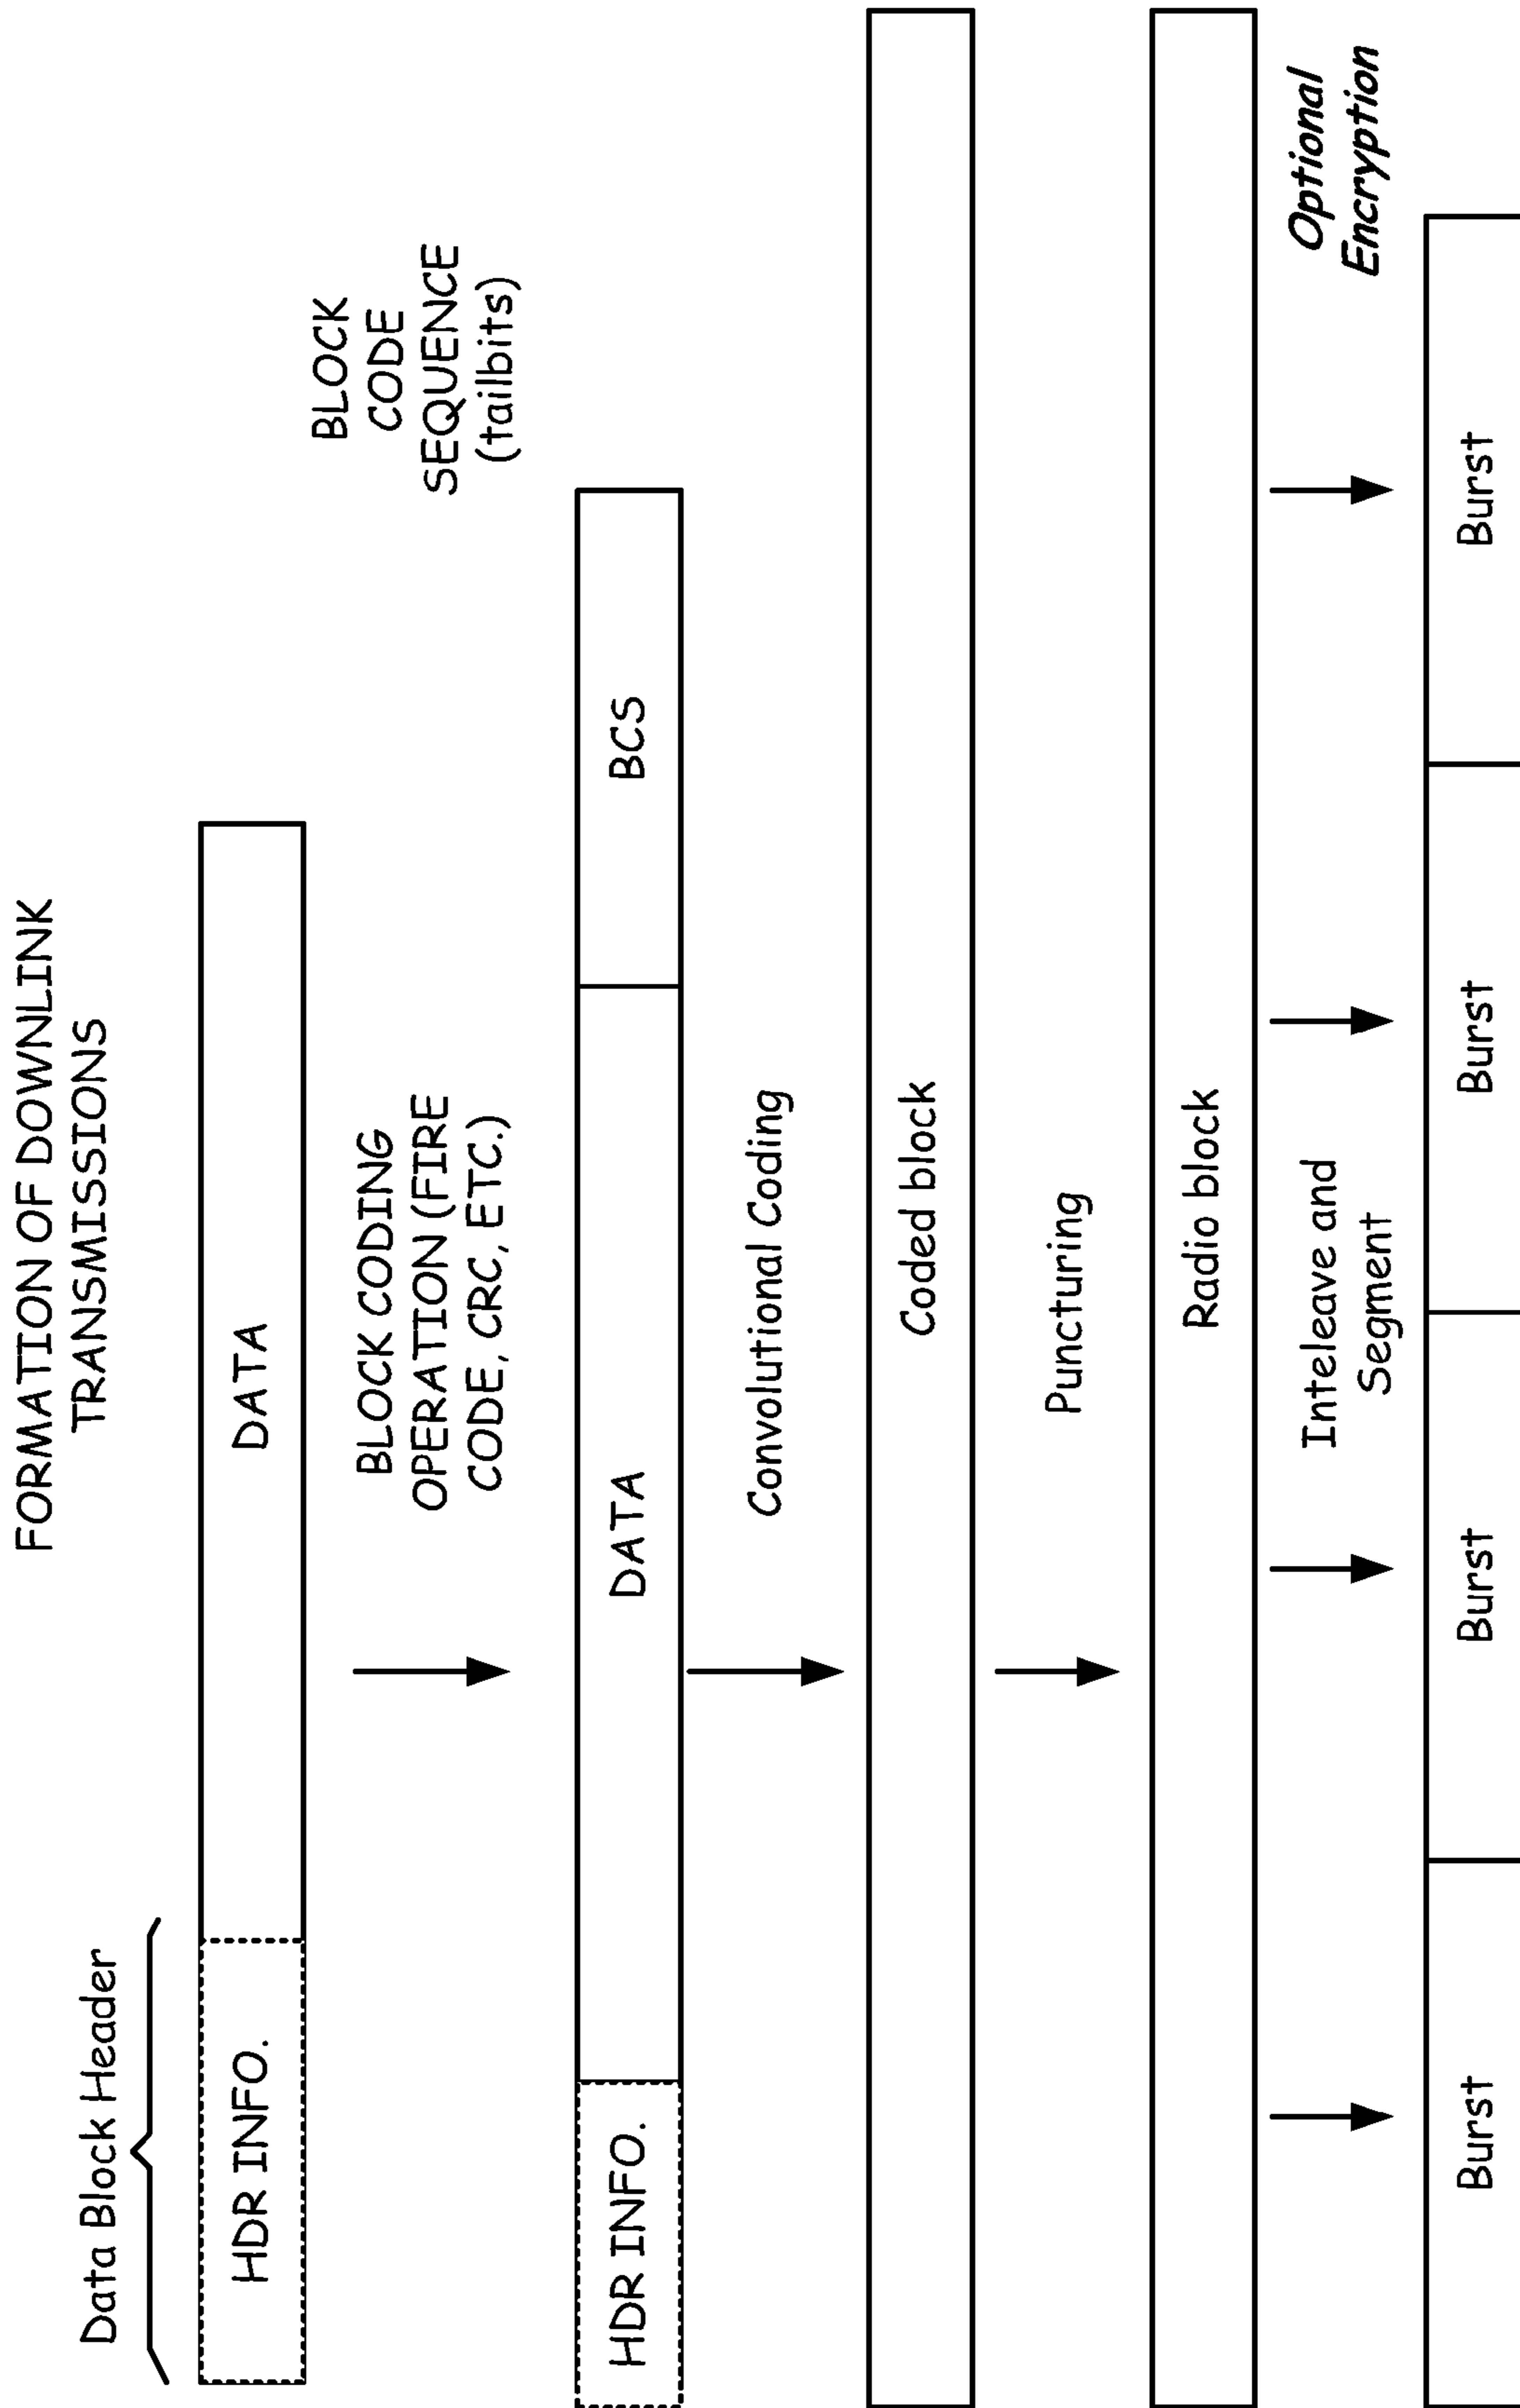 FORMATION OF DOWNLINK
TRANSMISSIONS
Data Block Header
HDR INFO.
DATA
BLOCK CODING
OPERATION (FIRE
CODE, CRC, ETC.)
BLOCK
CODE
SEQUENCE
(tailbits)
HDR INFO.
DATA
BCS
Convolutional Coding
Coded block
Puncturing
Radio block
Inteleave and
Segment
Optional
Encryption
Burst
Burst
Burst
Burst